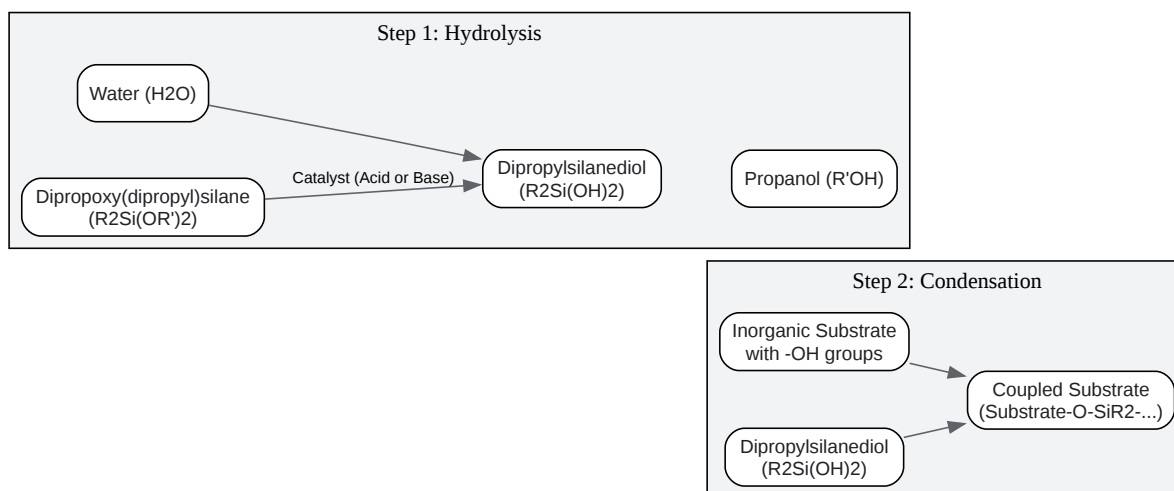 Step 1: Hydrolysis
Water (H2O)
Dipropoxy(dipropyl)silane
(R2Si(OR')2)
Catalyst (Acid or Base)
Dipropylsilanediol
(R2Si(OH)2)
Propanol (R'OH)
Step 2: Condensation
Inorganic Substrate
with -OH groups
Dipropylsilanediol
(R2Si(OH)2)
Coupled Substrate
(Substrate-O-SiR2-...)